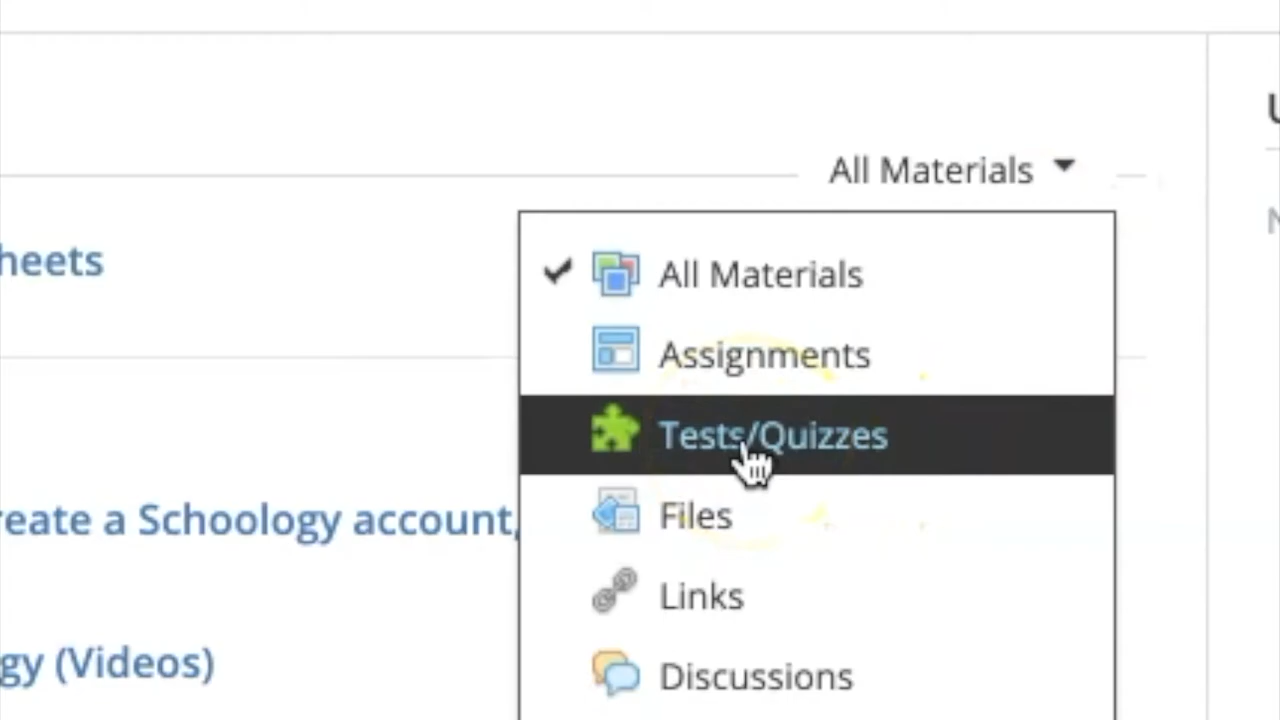 All Materials
heets
All Materials
Assignments
Tests/Quizzes
Files
Links
reate a Schoology account,
Discussions
gy (Videos)